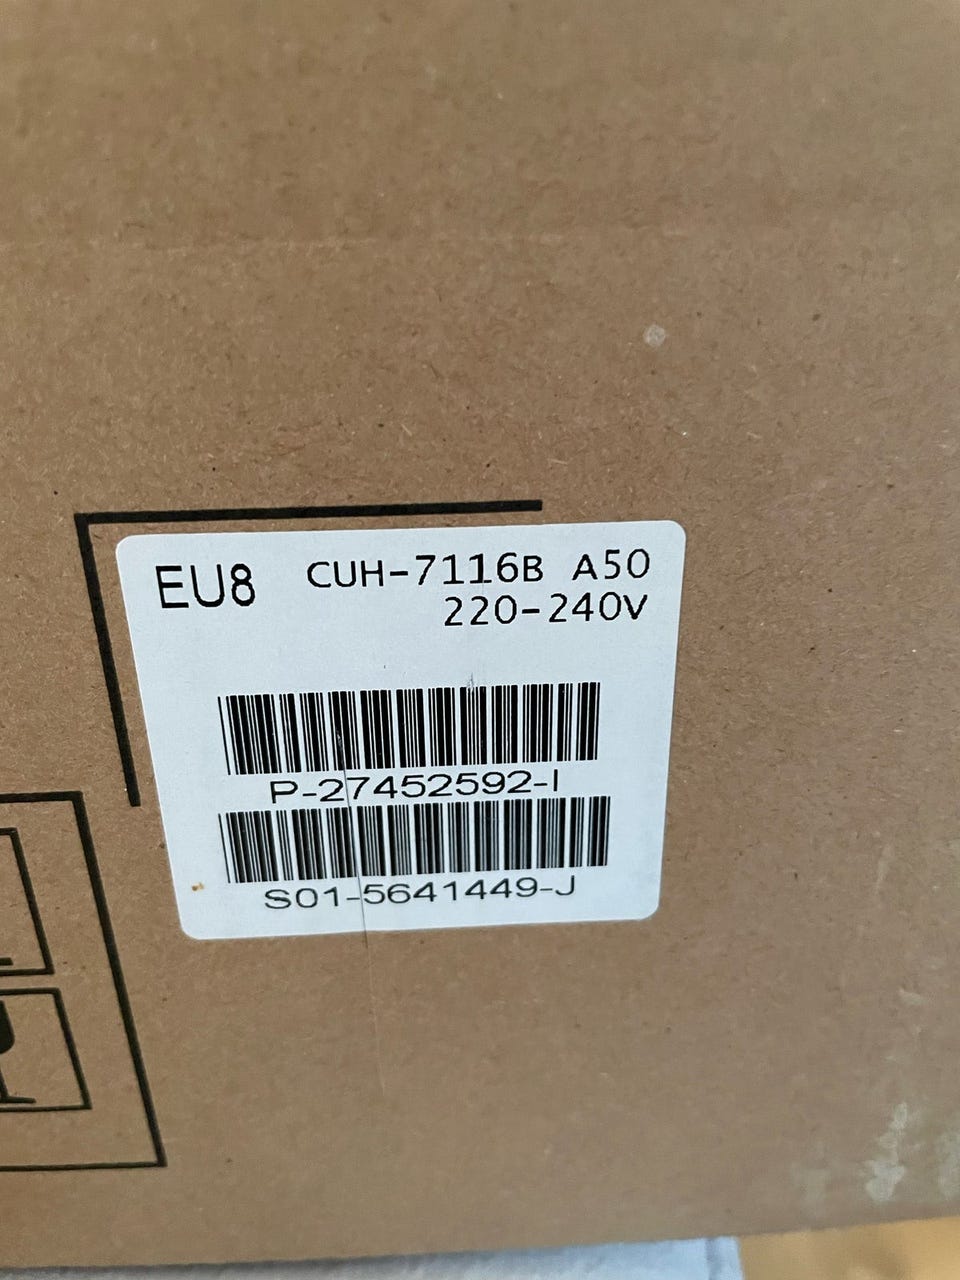 EU8 CUH-7116B A50
220-240V
P-27452592-I
S01-5641449-J